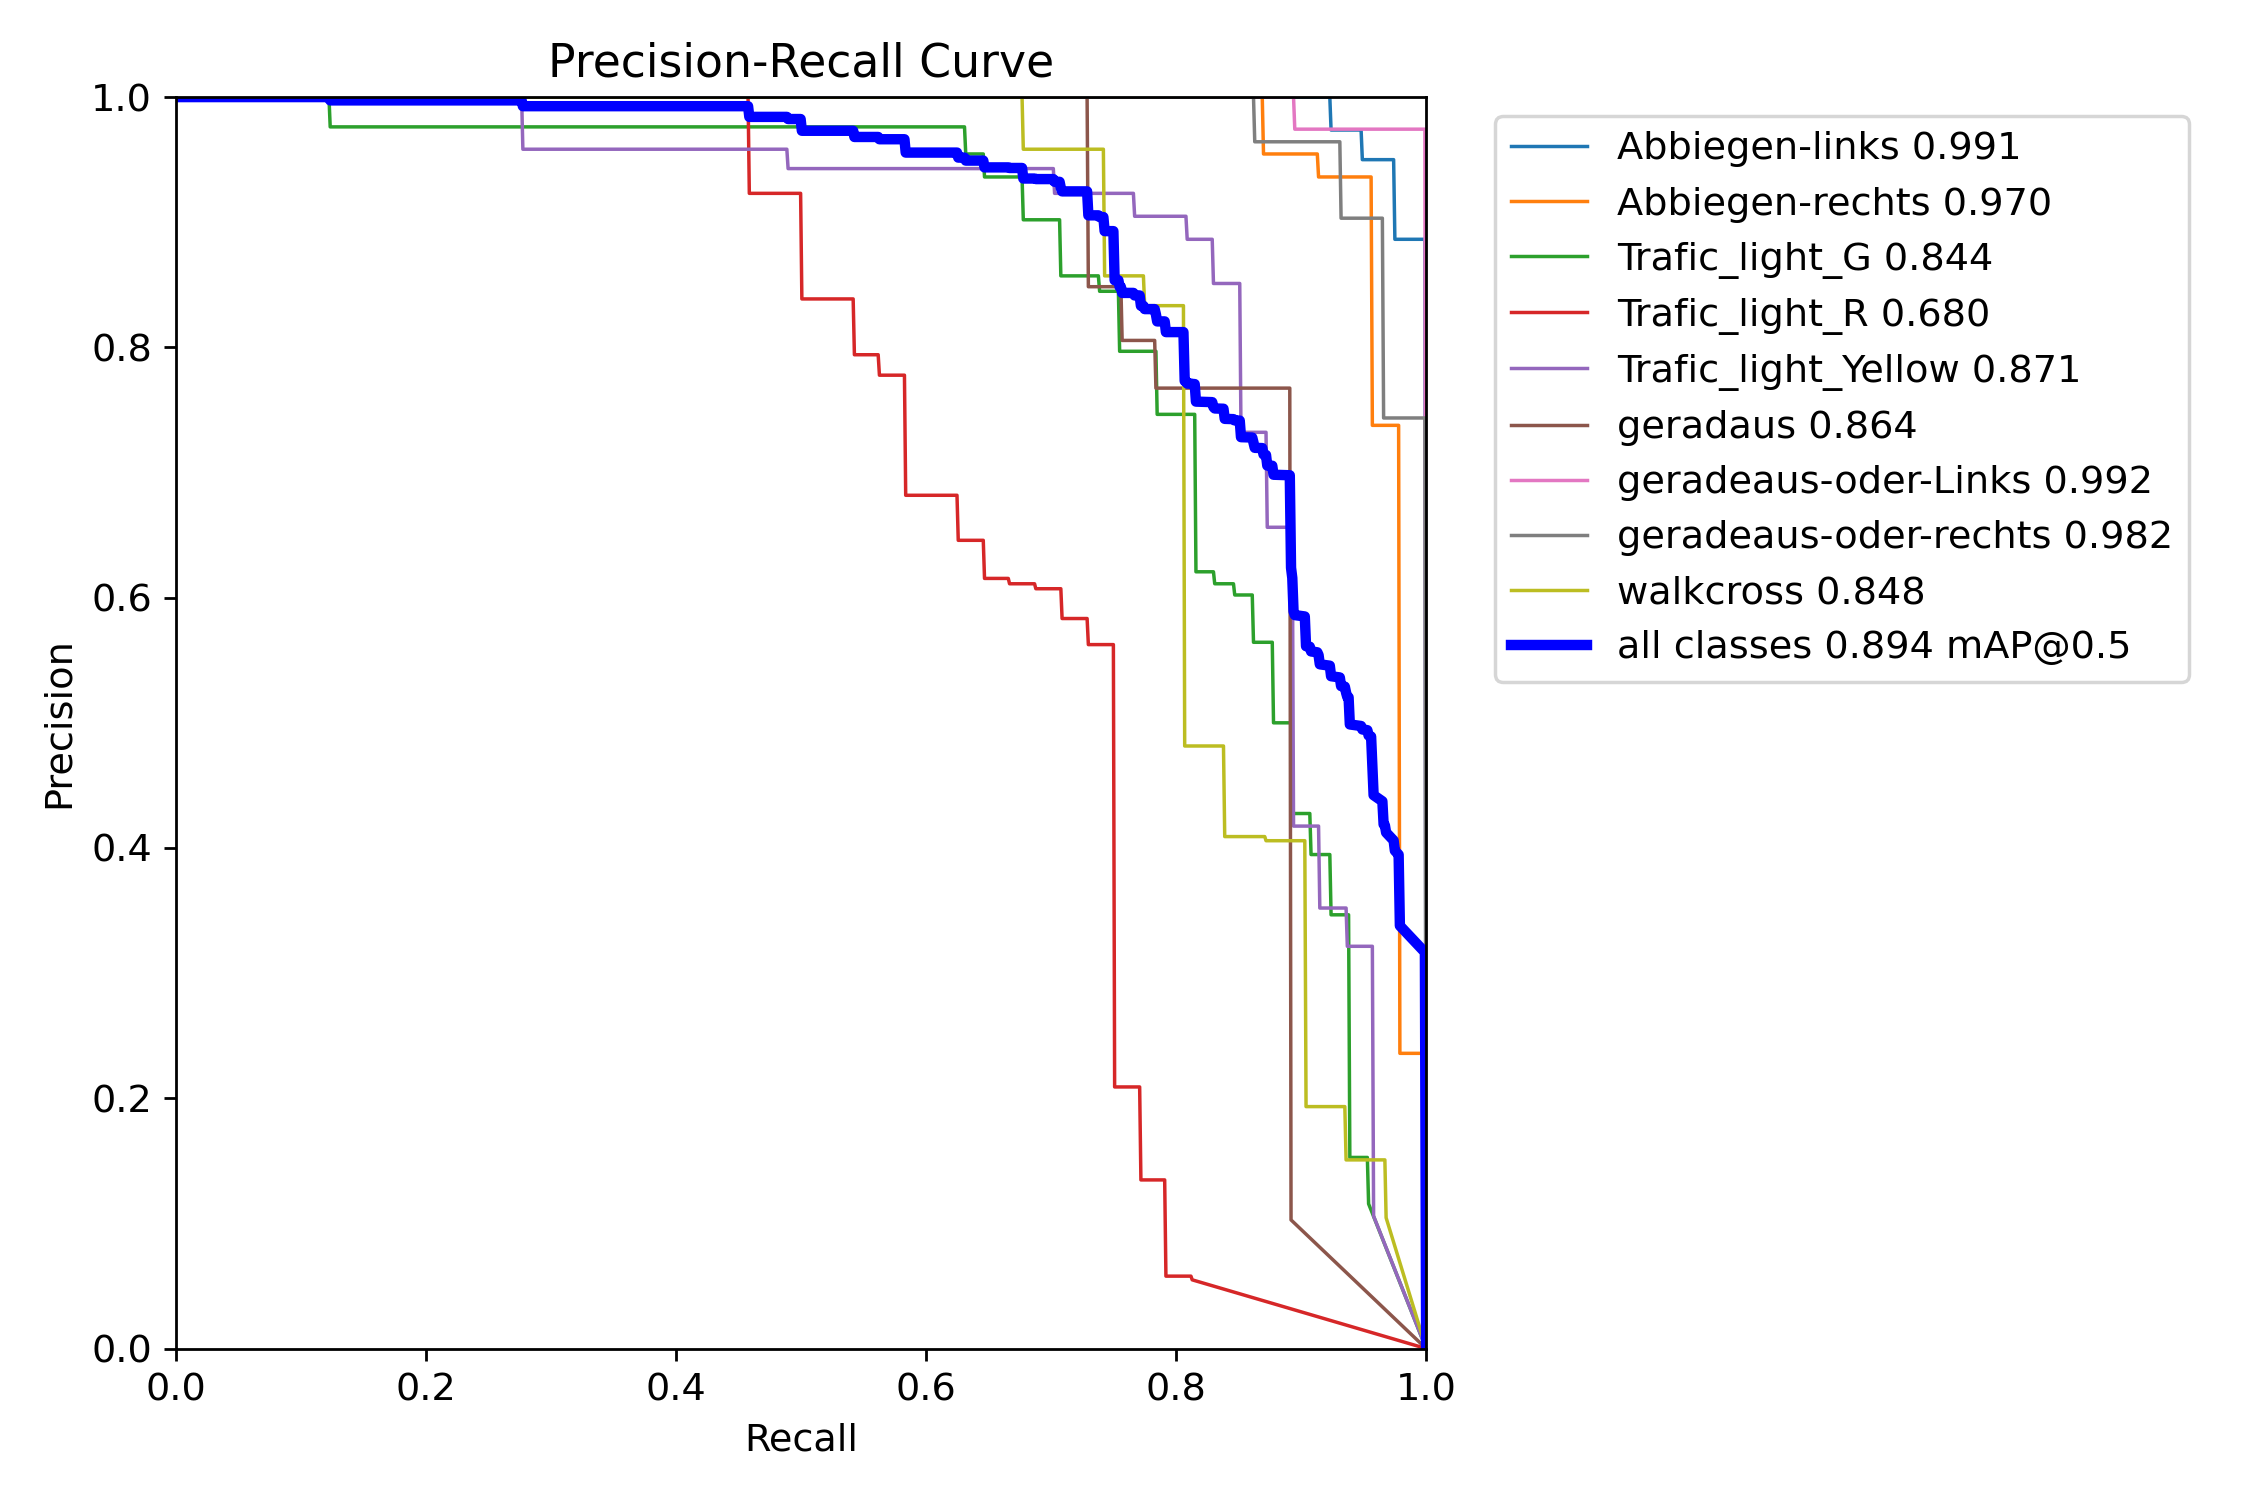 Precision-Recall Curve
1.0
0.8
0.6
0.4
0.2
0.0
Precision
0.0 0.2 0.4 0.6 0.8 1.0
Recall
Abbiegen-links 0.991
Abbiegen-rechts 0.970
Trafic_light_G 0.844
Trafic_light_R 0.680
Trafic_light_Yellow 0.871
geradaus 0.864
geradeaus-oder-Links 0.992
geradeaus-oder-rechts 0.982
walkcross 0.848
all classes 0.894 mAP@0.5